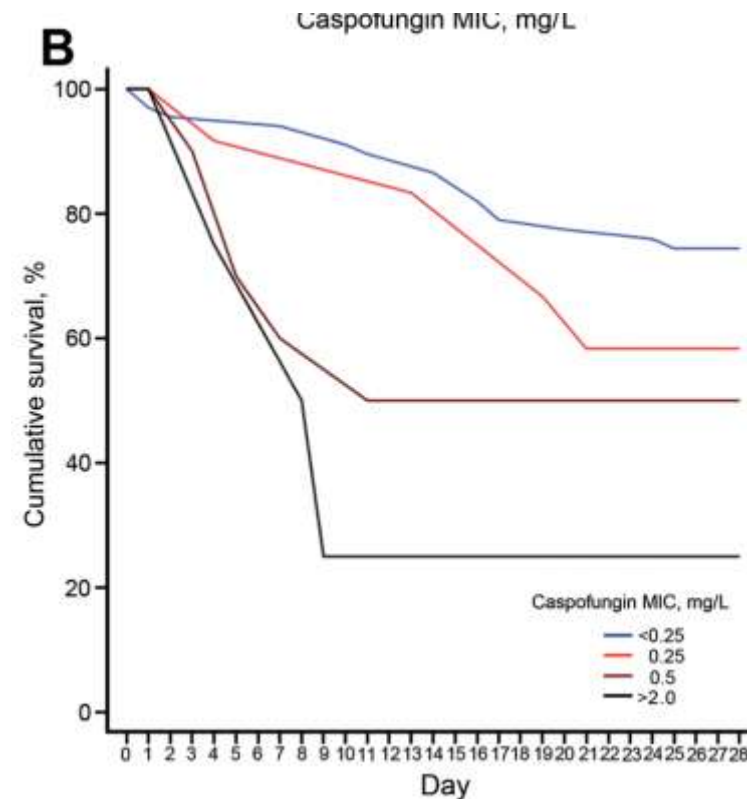 Caspofungin MIC, mg/L
B
Cumulative survival, %
100
80
60
40
20
0
Caspofungin MIC, mg/L
<0.25
0.25
0.5
>2.0
0 1 2 3 4 5 6 7 8 9 10 11 12 13 14 15 16 17 18 19 20 21 22 23 24 25 26 27 28
Day